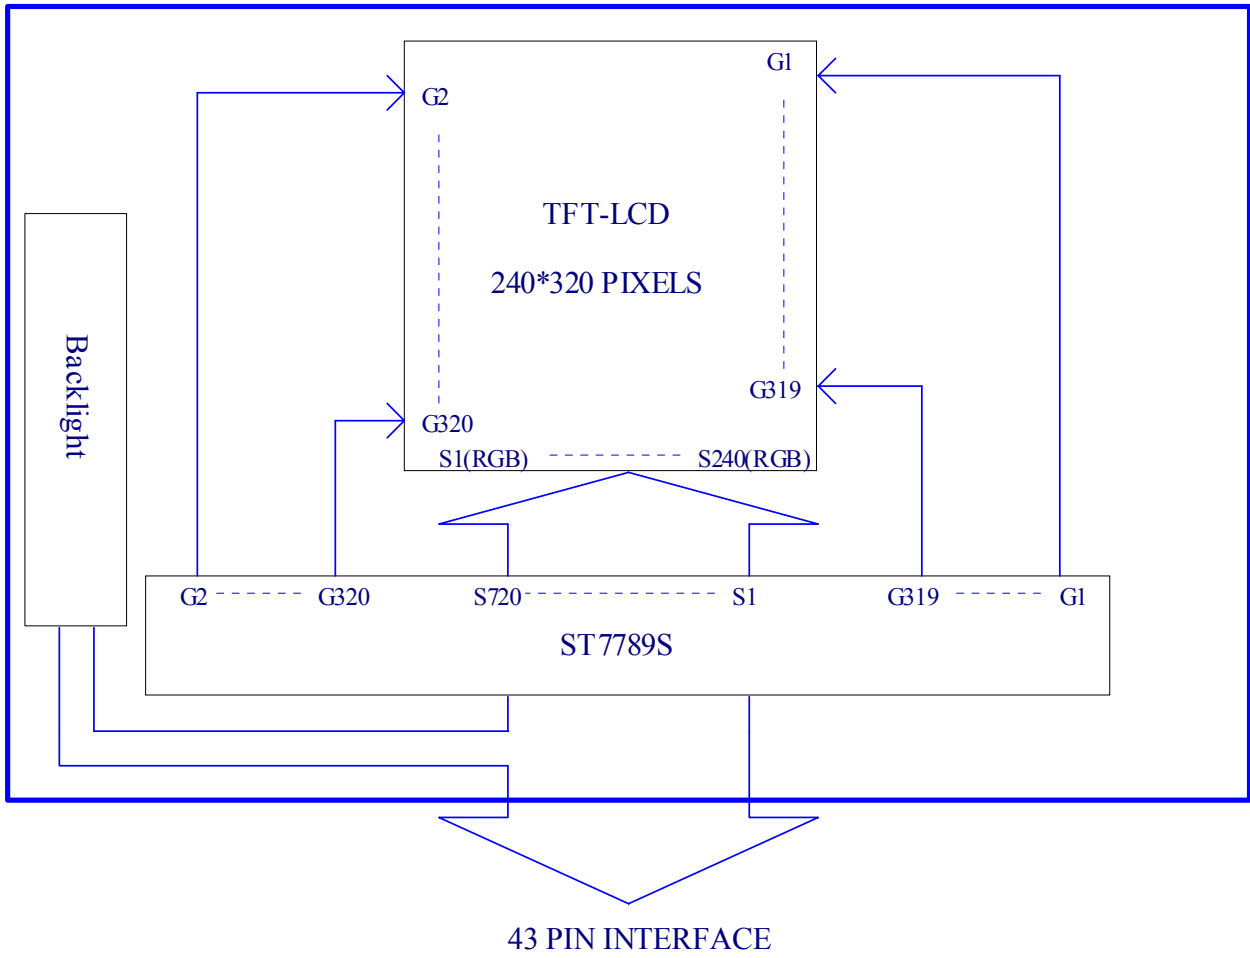 G1
G2
TFT-LCD
240*320 PIXELS
Backlight
G319
G320
S1(RGB) S240(RGB)
G2 G320 S720 S1 G319 G1
ST7789S
43 PIN INTERFACE